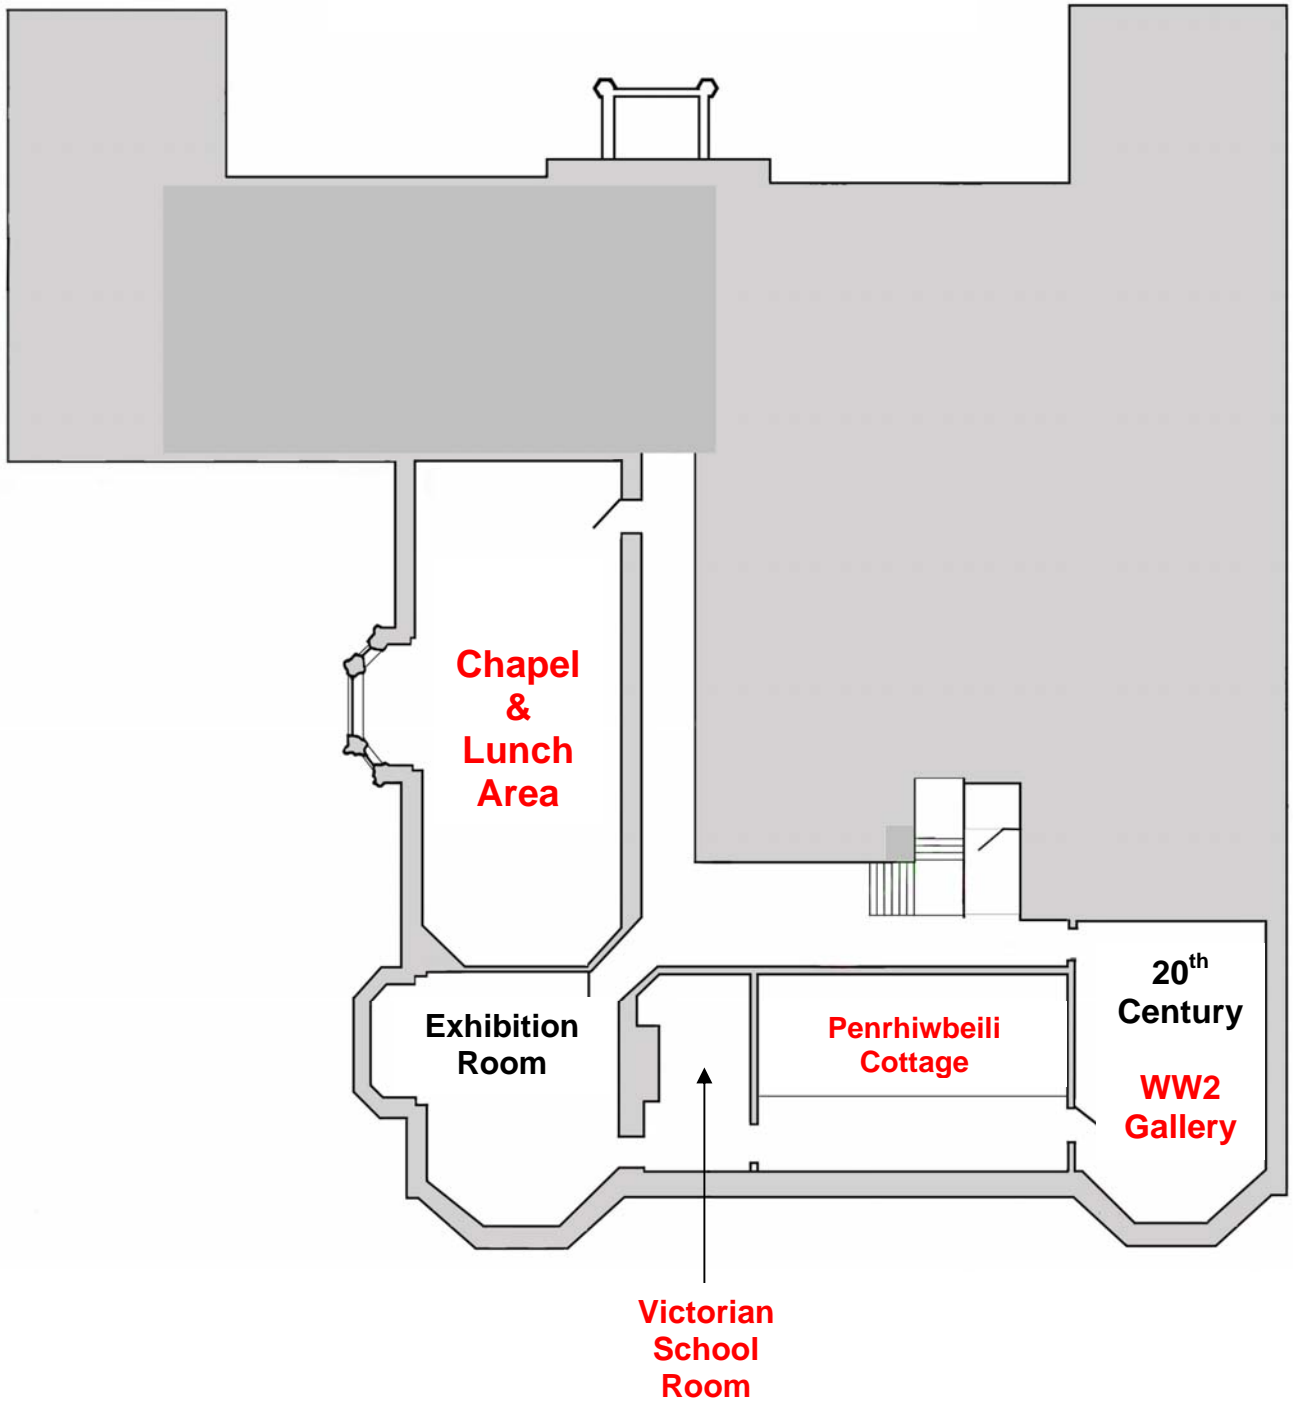 Chapel
&
Lunch
Area
Exhibition
Room
Penrhiwbeili
Cottage
20th
Century
WW2
Gallery
Victorian
School
Room